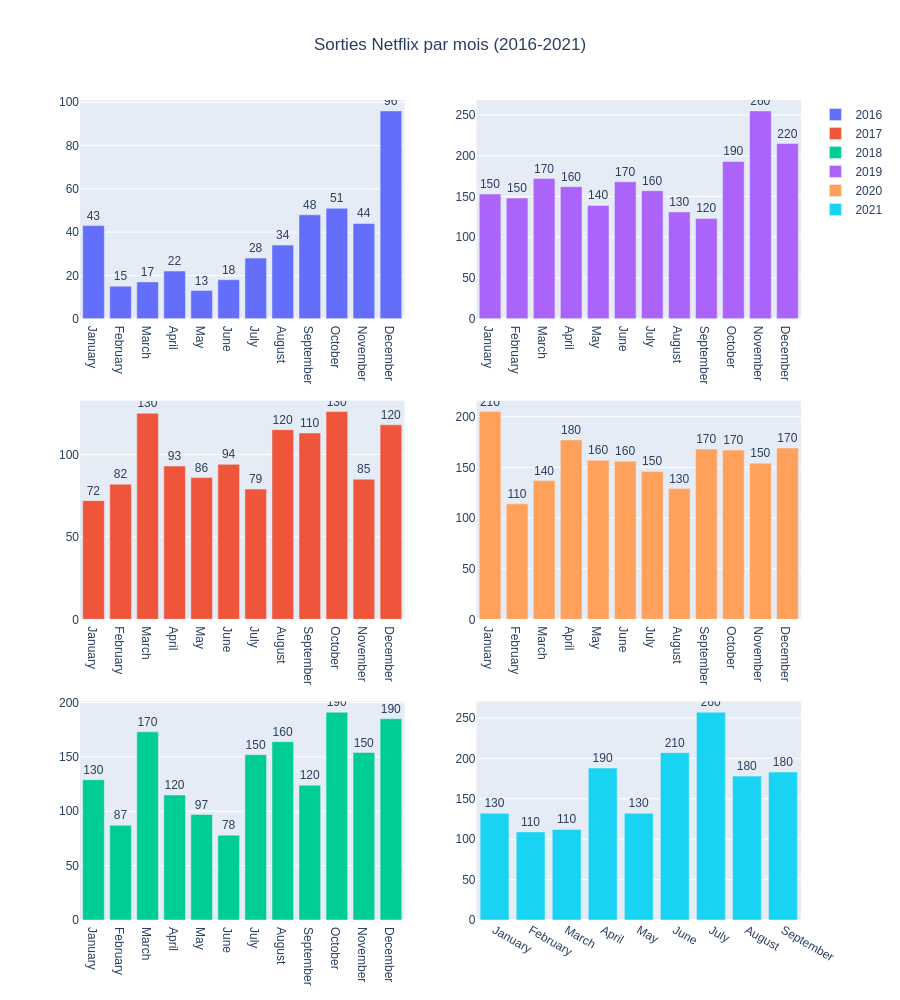 Sorties Netflix par mois (2016-2021)
100
80
60
40
20
0
43 15 17 22 13 18 28 34 48 51 44 96
January February March April May June July August September October November December
250
200
150
100
50
0
150 150 170 160 140 170 160 130 120 190 260 220
January February March April May June July August September October November December
2016
2017
2018
2019
2020
2021
100
50
0
72 82 130 93 86 94 79 120 110 130 85 120
January February March April May June July August September October November December
200
150
100
50
0
210 110 140 180 160 160 150 130 170 170 150 170
January February March April May June July August September October November December
200
150
100
50
0
130 87 170 120 97 78 150 160 120 190 150 190
January February March April May June July August September October November December
250
200
150
100
50
0
130 110 110 190 130 210 260 180 180
January February March April May June July August September